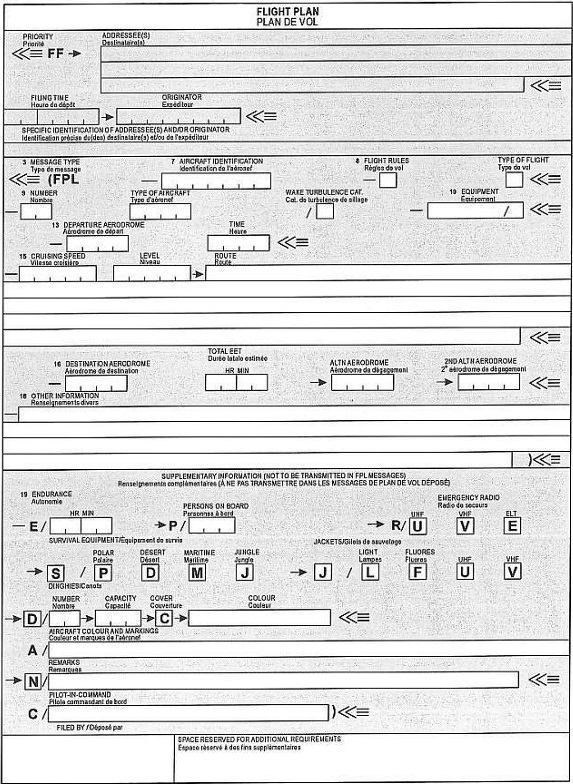 FLIGHT PLAN
PLAN DE VOL
PRIORITY
Priorité
ADDRESSEE(S)
Destinataire(s)
FF
FILING TIME
Heure de dépôt
ORIGINATOR
Expéditeur
SPECIFIC IDENTIFICATION OF ADDRESSEE(S) AND/OR ORIGINATOR
Identification précise du(des) destinataire(s) et/ou de l'expéditeur
3 MESSAGE TYPE
Type de message
7 AIRCRAFT IDENTIFICATION
Identification de l'aéronef
8 FLIGHT RULES
Règles de vol
TYPE OF FLIGHT
Type de vol
(FPL
9 NUMBER
Nombre
TYPE OF AIRCRAFT
Type d'aéronef
WAKE TURBULENCE CAT.
Cat. de turbulence de sillage
10 EQUIPMENT
Équipement
/ /
13 DEPARTURE AERODROME
Aérodrome de départ
TIME
Heure
15 CRUISING SPEED
Vitesse croisière
LEVEL
Niveau
ROUTE
Route
16 DESTINATION AERODROME
Aérodrome de destination
TOTAL EET
Durée totale estimée
HR MIN
ALTN AERODROME
Aérodrome de dégagement
2ND ALTN AERODROME
2e aérodrome de dégagement
18 OTHER INFORMATION
Renseignements divers
)
SUPPLEMENTARY INFORMATION (NOT TO BE TRANSMITTED IN FPL MESSAGES)
Renseignements complémentaires (À NE PAS TRANSMETTRE DANS LES MESSAGES DE PLAN DE VOL DÉPOSÉ)
19 ENDURANCE
Autonomie
HR MIN
PERSONS ON BOARD
Personnes à bord
EMERGENCY RADIO
Radio de secours
UHF VHF ELT
E / P / R / U V E
SURVIVAL EQUIPMENT/Équipement de survie
POLAR
Polaire
DESERT
Désert
MARITIME
Maritime
JUNGLE
Jungle
JACKETS/Gilets de sauvetage
LIGHT
Lampes
FLUORES
Fluores
UHF VHF
S / P D M J J / L F U V
DINGHIES/Canots
NUMBER
Nombre
CAPACITY
Capacité
COVER
Couverture
COLOUR
Couleur
D / C
AIRCRAFT COLOUR AND MARKINGS
Couleur et marques de l'aéronef
A /
REMARKS
Remarques
N /
PILOT-IN-COMMAND
Pilote commandant de bord
C / )
FILED BY / Déposé par
SPACE RESERVED FOR ADDITIONAL REQUIREMENTS
Espace réservé à des fins supplémentaires